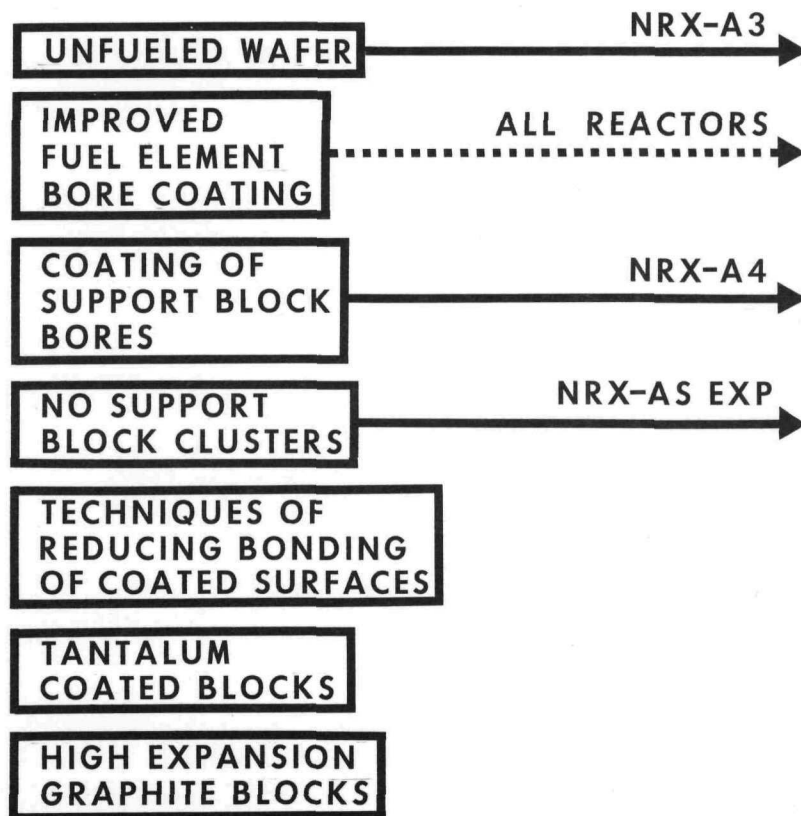 UNFUELED WAFER
NRX-A3
IMPROVED
FUEL ELEMENT
BORE COATING
ALL REACTORS
COATING OF
SUPPORT BLOCK
BORES
NRX-A4
NO SUPPORT
BLOCK CLUSTERS
NRX-AS EXP
TECHNIQUES OF
REDUCING BONDING
OF COATED SURFACES
TANTALUM
COATED BLOCKS
HIGH EXPANSION
GRAPHITE BLOCKS